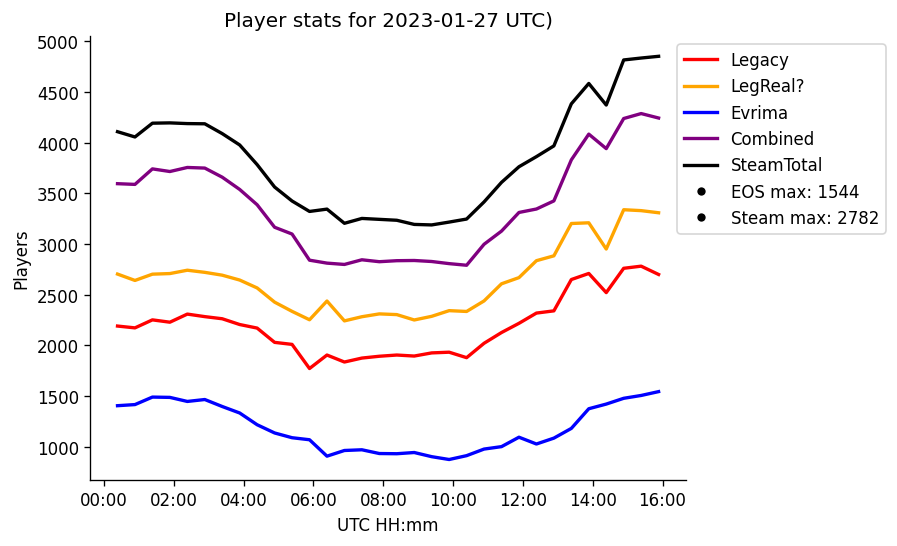 Player stats for 2023-01-27 UTC)
5000
4500
4000
3500
3000
2500
2000
1500
1000
Players
00:00 02:00 04:00 06:00 08:00 10:00 12:00 14:00 16:00
UTC HH:mm
Legacy
LegReal?
Evrima
Combined
SteamTotal
EOS max: 1544
Steam max: 2782